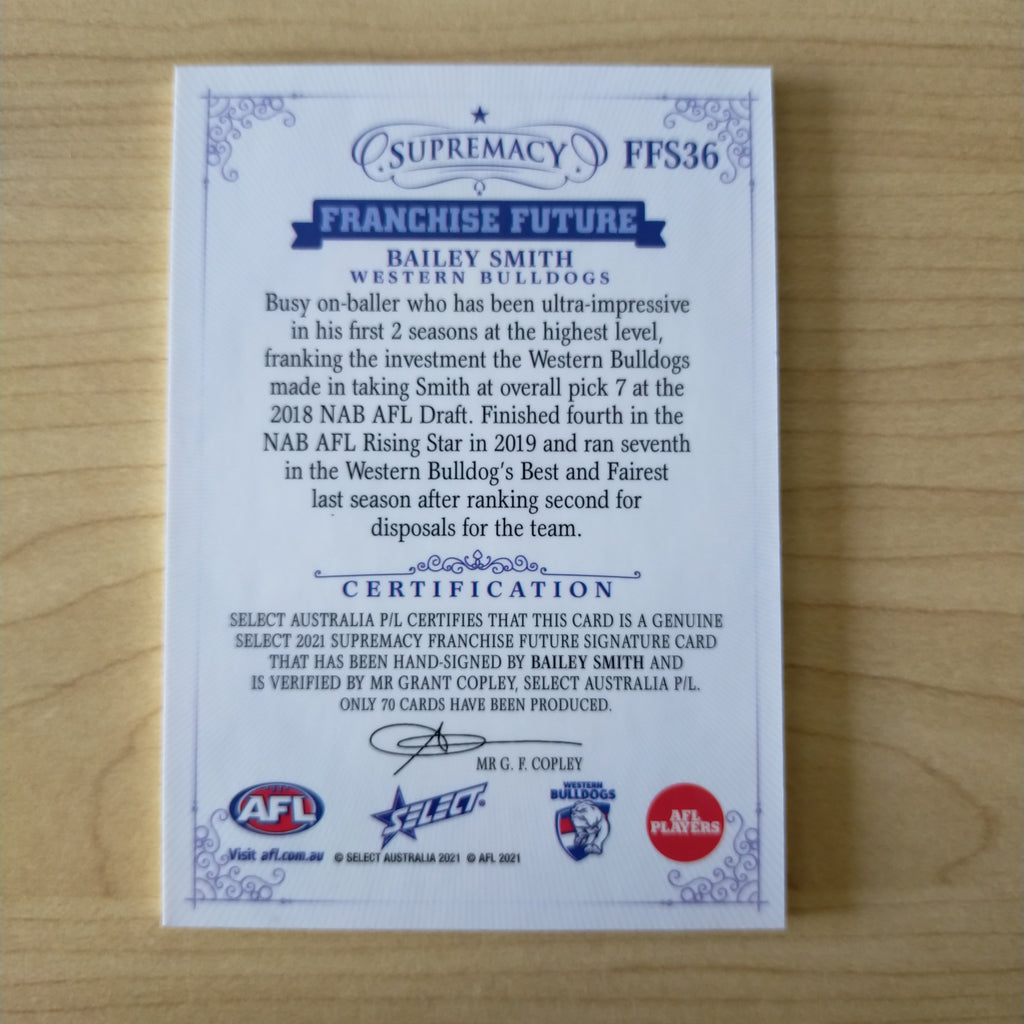 SUPREMACY FFS36
FRANCHISE FUTURE
BAILEY SMITH
WESTERN BULLDOGS
Busy on-baller who has been ultra-impressive
in his first 2 seasons at the highest level,
franking the investment the Western Bulldogs
made in taking Smith at overall pick 7 at the
2018 NAB AFL Draft. Finished fourth in the
NAB AFL Rising Star in 2019 and ran seventh
in the Western Bulldog's Best and Fairest
last season after ranking second for
disposals for the team.
CERTIFICATION
SELECT AUSTRALIA P/L CERTIFIES THAT THIS CARD IS A GENUINE
SELECT 2021 SUPREMACY FRANCHISE FUTURE SIGNATURE CARD
THAT HAS BEEN HAND-SIGNED BY BAILEY SMITH AND
IS VERIFIED BY MR GRANT COPLEY, SELECT AUSTRALIA P/L.
ONLY 70 CARDS HAVE BEEN PRODUCED.
MR G. F. COPLEY
AFL
Visit afl.com.au
SELECT
© SELECT AUSTRALIA 2021 © AFL 2021
WESTERN
BULLDOGS
AFL
PLAYERS